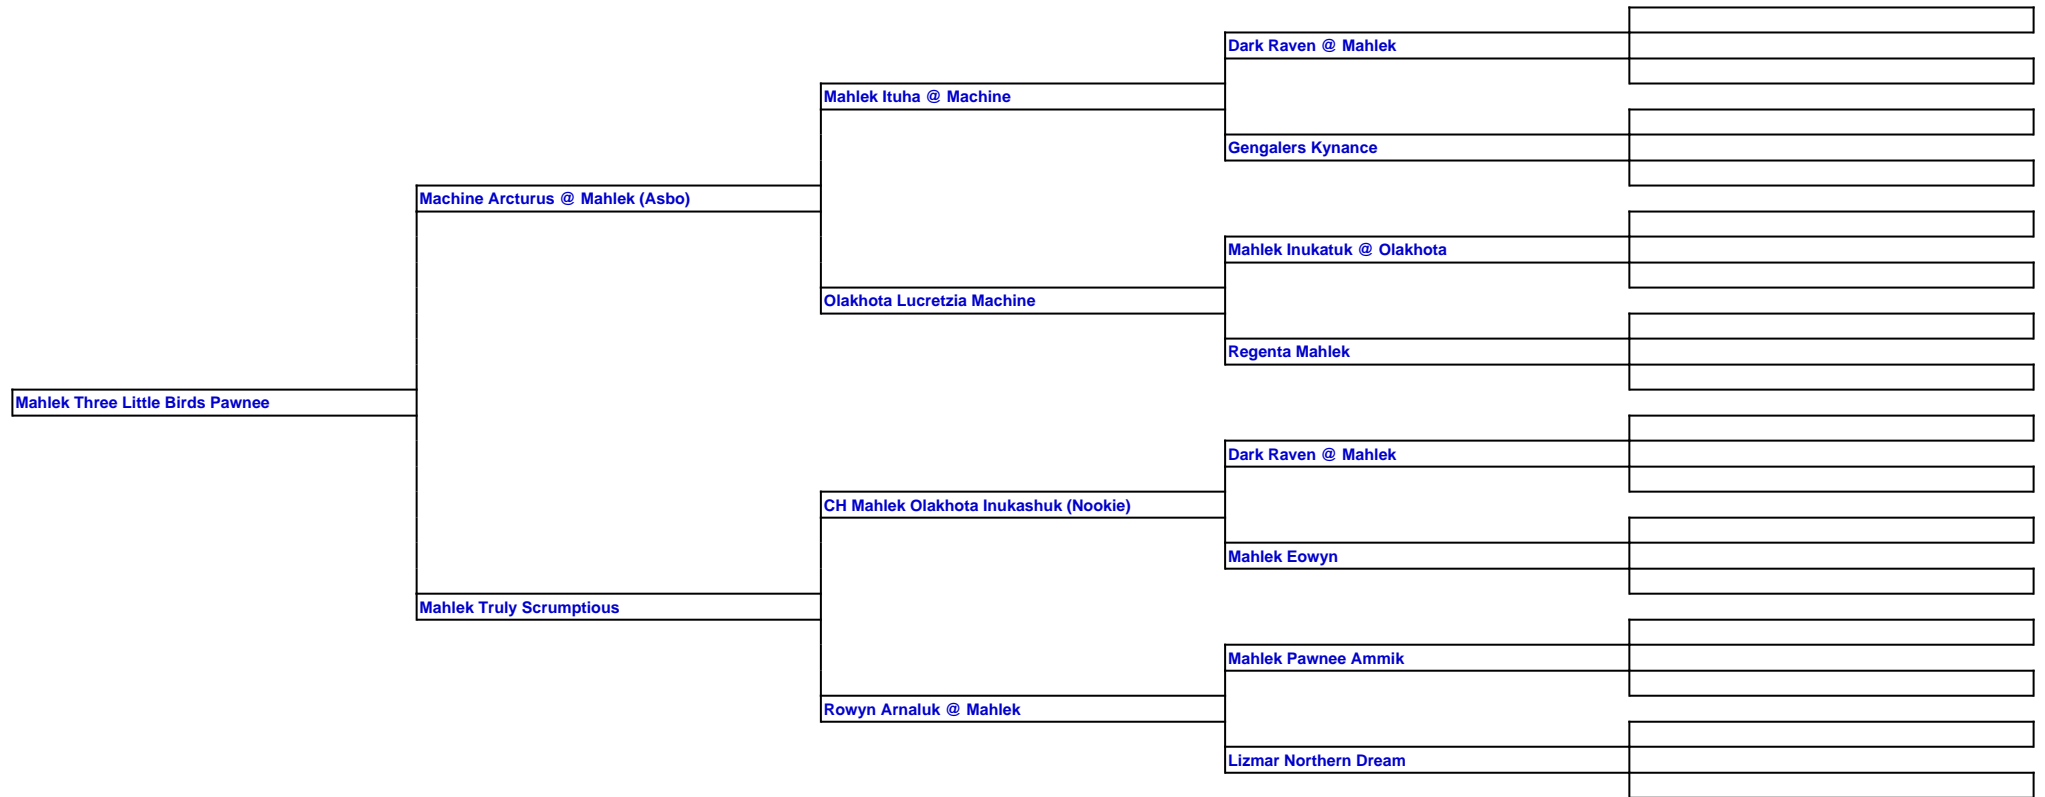 Dark Raven @ Mahlek
Mahlek Ituha @ Machine
Gengalers Kynance
Machine Arcturus @ Mahlek (Asbo)
Mahlek Inukatuk @ Olakhota
Olakhota Lucretzia Machine
Regenta Mahlek
Mahlek Three Little Birds Pawnee
Dark Raven @ Mahlek
CH Mahlek Olakhota Inukashuk (Nookie)
Mahlek Eowyn
Mahlek Truly Scrumptious
Mahlek Pawnee Ammik
Rowyn Arnaluk @ Mahlek
Lizmar Northern Dream